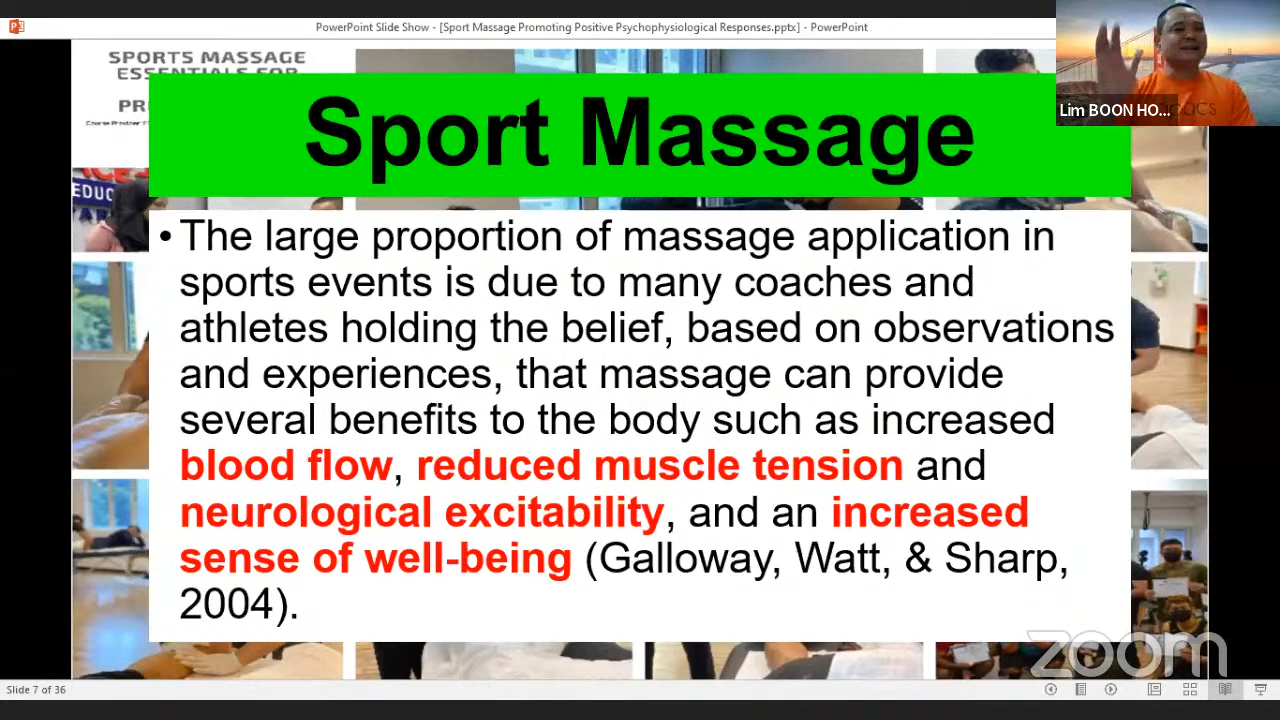 PowerPoint Slide Show - [Sport Massage Promoting Positive Psychophysiological Responses.pptx] - PowerPoint
SPORTS MASSAGE
ESSENTIALS FOR
PR
Lim BOON HO...
Sport Massage
EDUC
• The large proportion of massage application in
sports events is due to many coaches and
athletes holding the belief, based on observations
and experiences, that massage can provide
several benefits to the body such as increased
blood flow, reduced muscle tension and
neurological excitability, and an increased
sense of well-being (Galloway, Watt, & Sharp,
2004).
zoom
Slide 7 of 36